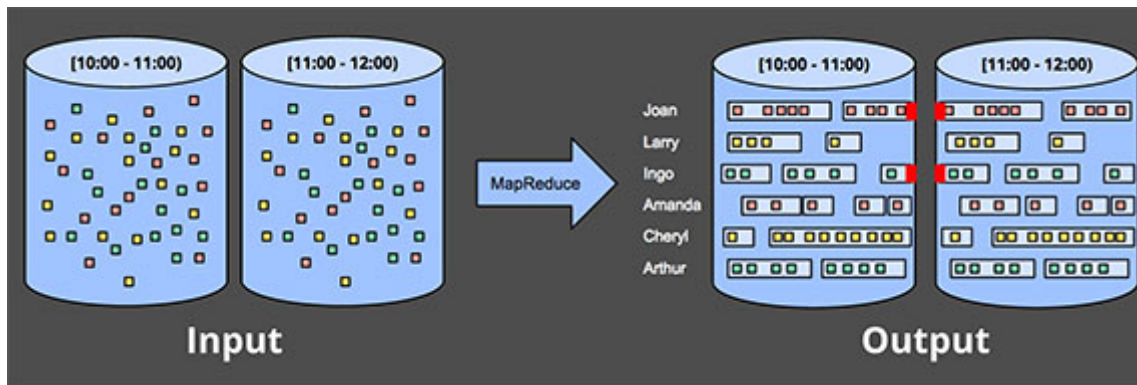 [10:00 - 11:00)
[11:00 - 12:00)
[10:00 - 11:00)
[11:00 - 12:00)
Joan
Larry
Ingo
Amanda
Cheryl
Arthur
MapReduce
Input
Output